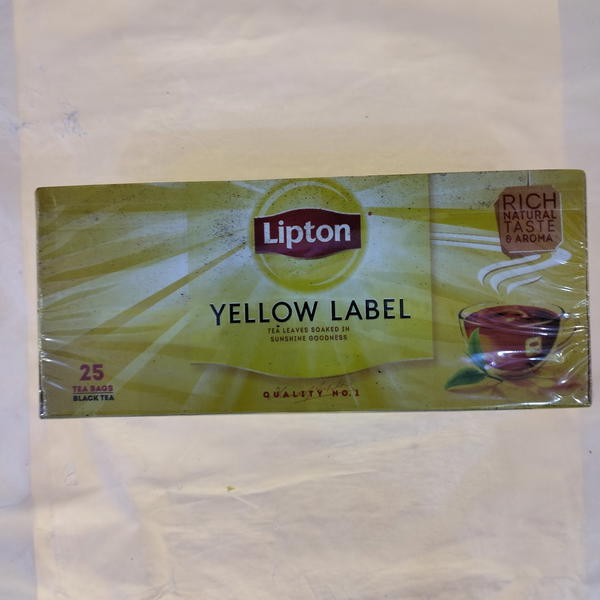 Lipton
RICH
NATURAL
TASTE
& AROMA
YELLOW LABEL
TEA LEAVES SOAKED IN
SUNSHINE GOODNESS
25
TEA BAGS
BLACK TEA
QUALITY NO.1